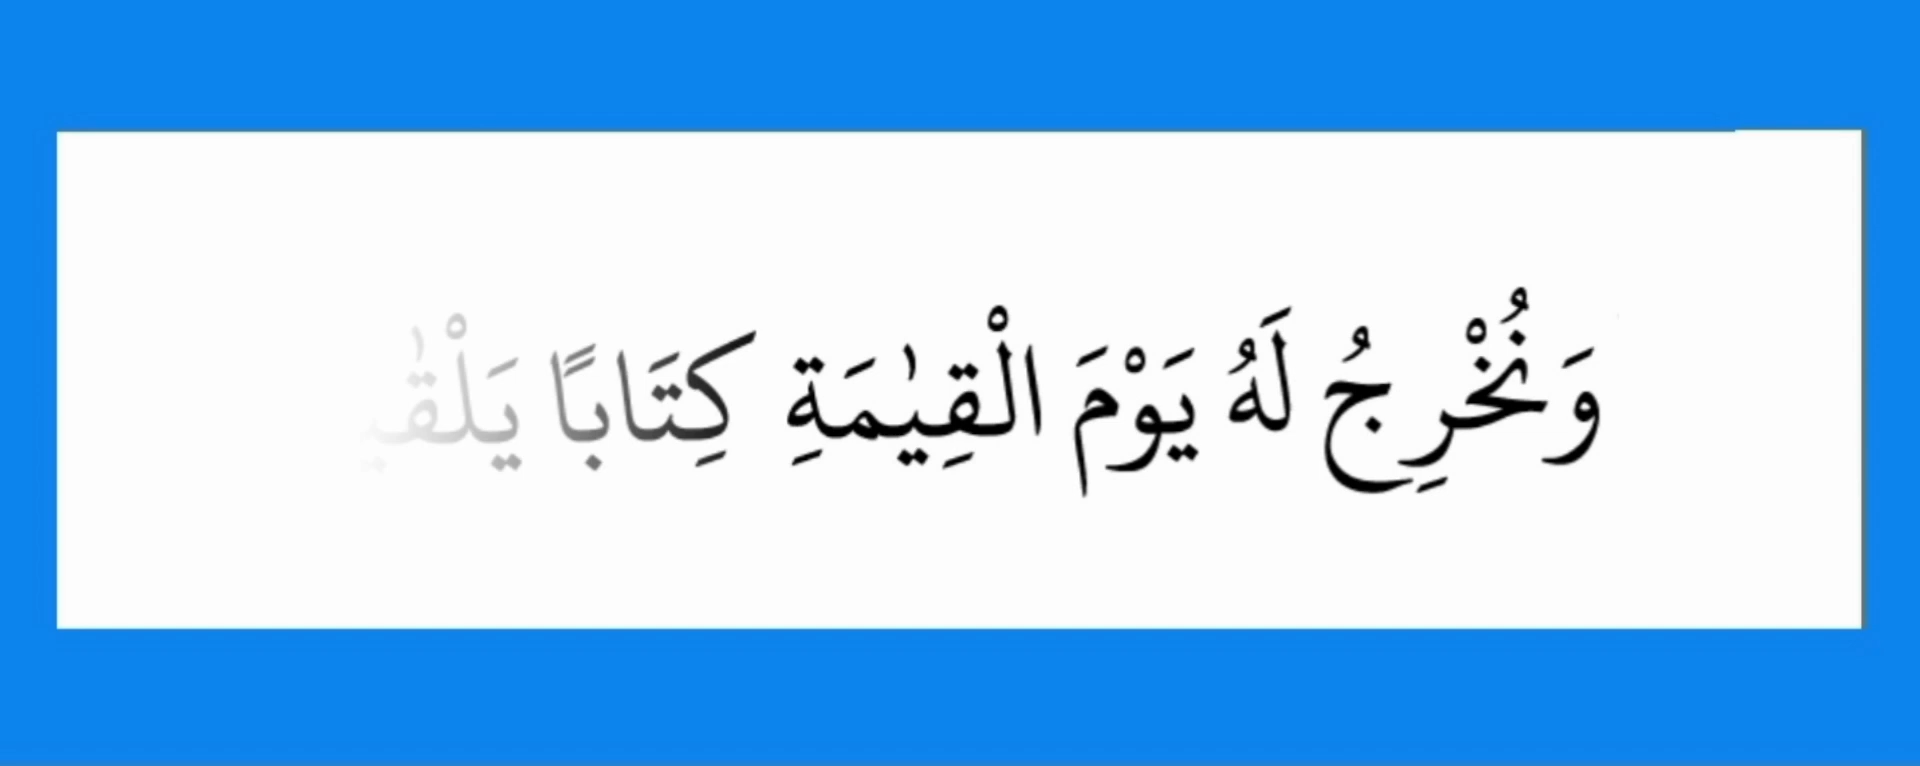 وَنُخْرِجُ لَهُ يَوْمَ الْقِيٰمَةِ كِتَابًا